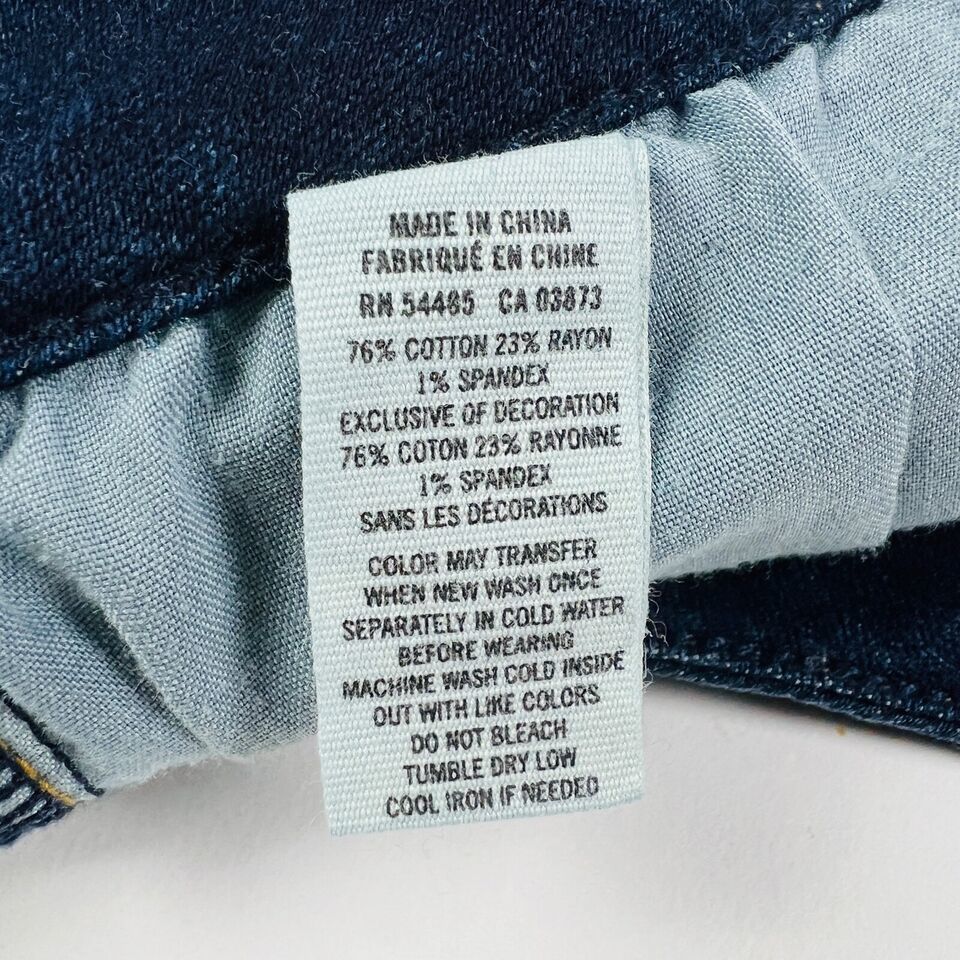 MADE IN CHINA
FABRIQUÉ EN CHINE
RN 54485 CA 03873
76% COTTON 23% RAYON
1% SPANDEX
EXCLUSIVE OF DECORATION
76% COTON 23% RAYONNE
1% SPANDEX
SANS LES DÉCORATIONS
COLOR MAY TRANSFER
WHEN NEW WASH ONCE
SEPARATELY IN COLD WATER
BEFORE WEARING
MACHINE WASH COLD INSIDE
OUT WITH LIKE COLORS
DO NOT BLEACH
TUMBLE DRY LOW
COOL IRON IF NEEDED